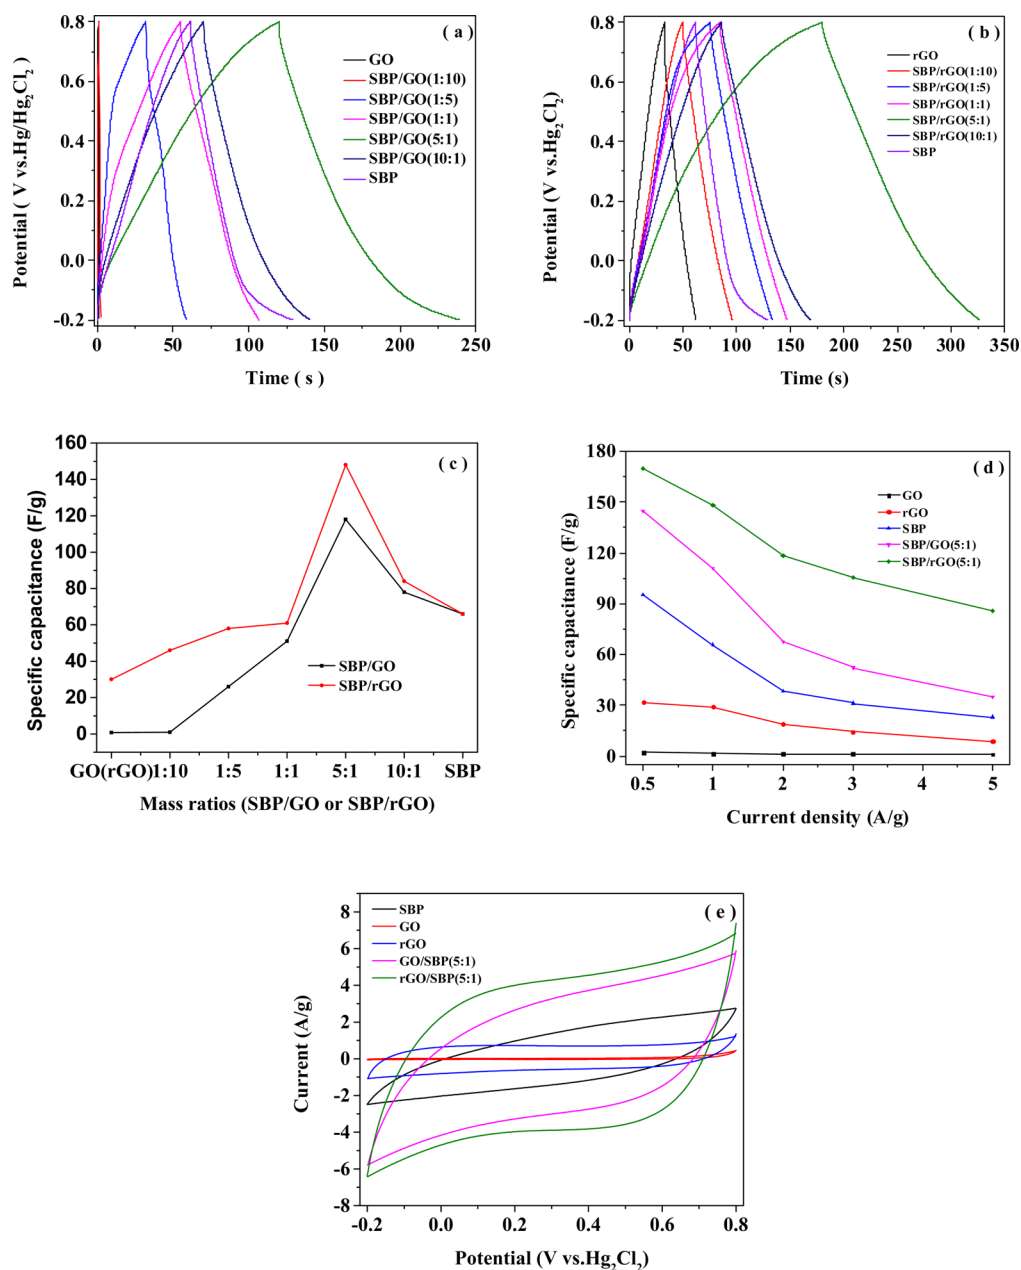 ( a )
GO
SBP/GO(1:10)
SBP/GO(1:5)
SBP/GO(1:1)
SBP/GO(5:1)
SBP/GO(10:1)
SBP
Potential ( V vs.Hg/Hg₂Cl₂ )
0.8
0.6
0.4
0.2
0.0
-0.2
0
50
100
150
200
250
Time ( s )
( b )
rGO
SBP/rGO(1:10)
SBP/rGO(1:5)
SBP/rGO(1:1)
SBP/rGO(5:1)
SBP/rGO(10:1)
SBP
Potential (V vs.Hg₂Cl₂)
0.8
0.6
0.4
0.2
0.0
-0.2
0
50
100
150
200
250
300
350
Time (s)
( c )
Specific capacitance (F/g)
160
140
120
100
80
60
40
20
0
SBP/GO
SBP/rGO
GO(rGO)
1:10
1:5
1:1
5:1
10:1
SBP
Mass ratios (SBP/GO or SBP/rGO)
( d )
GO
rGO
SBP
SBP/GO(5:1)
SBP/rGO(5:1)
Specific capacitance (F/g)
180
150
120
90
60
30
0
0.5
1
2
3
4
5
Current density (A/g)
( e )
SBP
GO
rGO
GO/SBP(5:1)
rGO/SBP(5:1)
Current (A/g)
8
6
4
2
0
-2
-4
-6
-8
-0.2
0.0
0.2
0.4
0.6
0.8
Potential (V vs.Hg₂Cl₂)